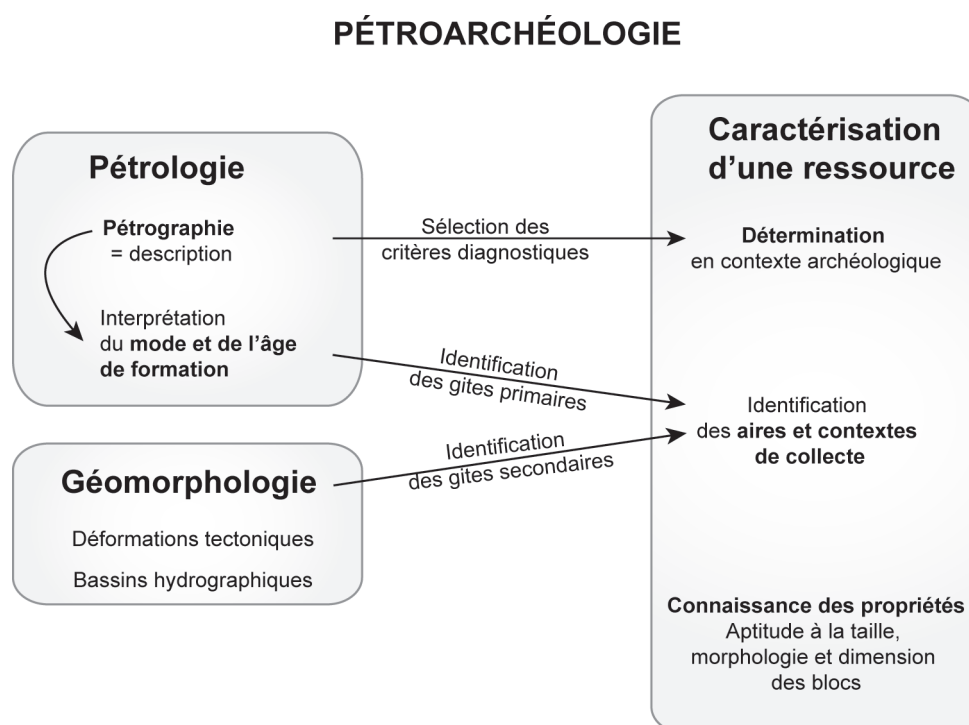 PÉTROARCHÉOLOGIE
Pétrologie
Pétrographie
= description
Interprétation
du mode et de l'âge
de formation
Géomorphologie
Déformations tectoniques
Bassins hydrographiques
Sélection des
critères diagnostiques
Identification
des gites primaires
Identification
des gites secondaires
Caractérisation
d'une ressource
Détermination
en contexte archéologique
Identification
des aires et contextes
de collecte
Connaissance des propriétés
Aptitude à la taille,
morphologie et dimension
des blocs